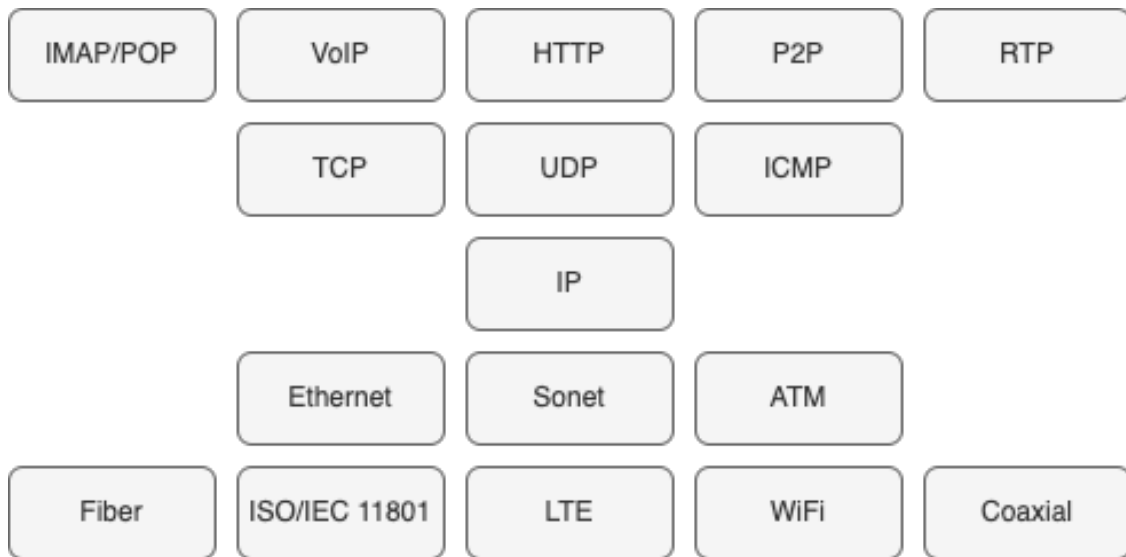 IMAP/POP
VoIP
HTTP
P2P
RTP
TCP
UDP
ICMP
IP
Ethernet
Sonet
ATM
Fiber
ISO/IEC 11801
LTE
WiFi
Coaxial